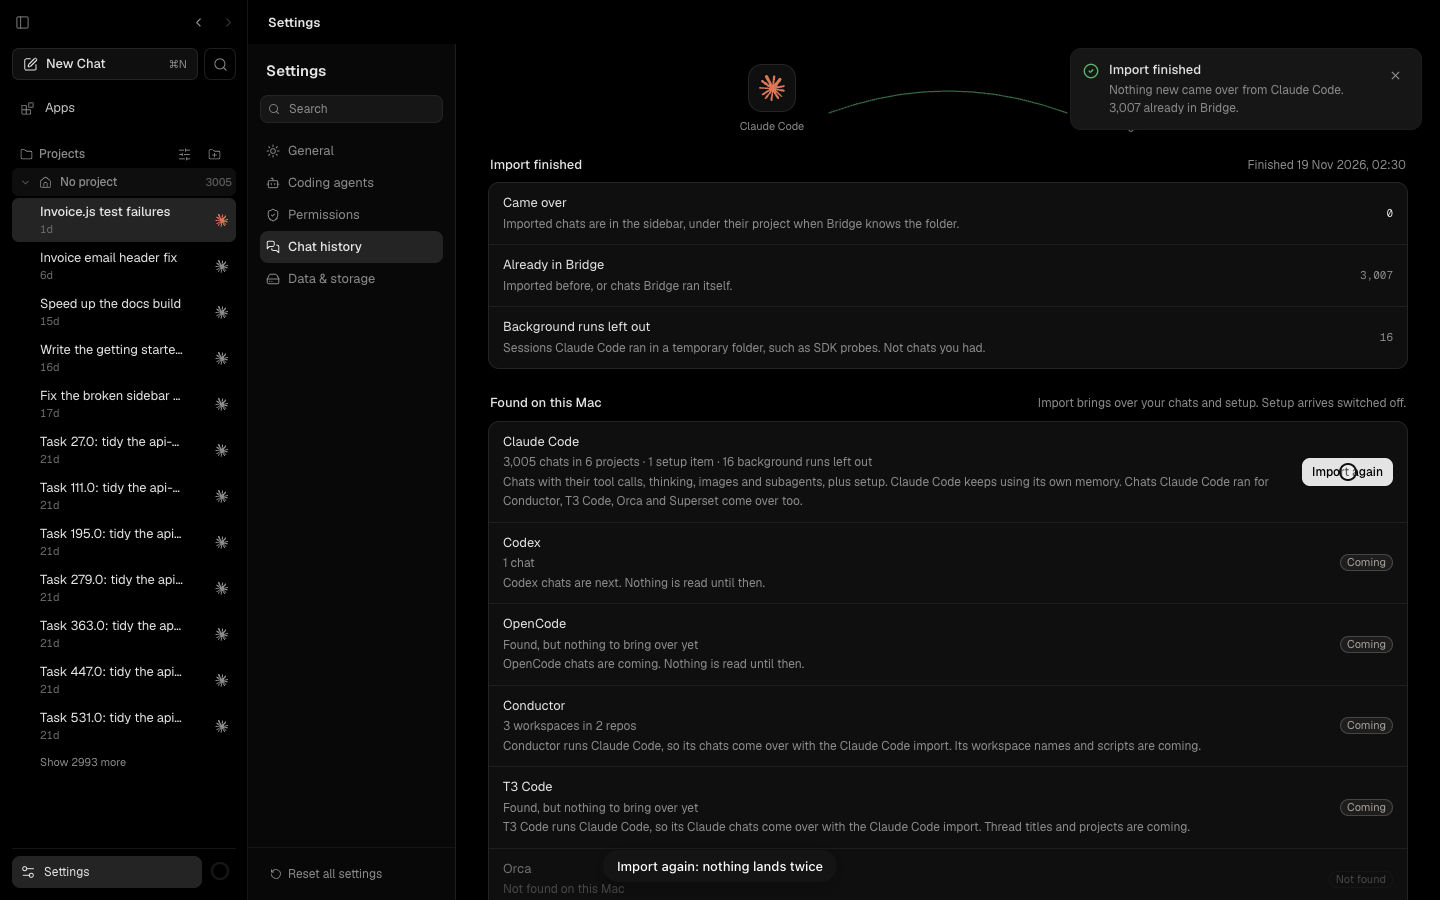 Settings
New Chat
⌘N
Apps
Projects
No project
3005
Invoice.js test failures
1d
Invoice email header fix
6d
Speed up the docs build
15d
Write the getting starte…
16d
Fix the broken sidebar …
17d
Task 27.0: tidy the api-…
21d
Task 111.0: tidy the api-…
21d
Task 195.0: tidy the api…
21d
Task 279.0: tidy the api…
21d
Task 363.0: tidy the ap…
21d
Task 447.0: tidy the api…
21d
Task 531.0: tidy the api…
21d
Show 2993 more
Settings
Settings
Search
General
Coding agents
Permissions
Chat history
Data & storage
Reset all settings
Claude Code
Import finished
Nothing new came over from Claude Code.
3,007 already in Bridge.
Import finished
Finished 19 Nov 2026, 02:30
Came over
Imported chats are in the sidebar, under their project when Bridge knows the folder.
0
Already in Bridge
Imported before, or chats Bridge ran itself.
3,007
Background runs left out
Sessions Claude Code ran in a temporary folder, such as SDK probes. Not chats you had.
16
Found on this Mac
Import brings over your chats and setup. Setup arrives switched off.
Claude Code
3,005 chats in 6 projects · 1 setup item · 16 background runs left out
Chats with their tool calls, thinking, images and subagents, plus setup. Claude Code keeps using its own memory. Chats Claude Code ran for
Conductor, T3 Code, Orca and Superset come over too.
Import again
Codex
1 chat
Codex chats are next. Nothing is read until then.
Coming
OpenCode
Found, but nothing to bring over yet
OpenCode chats are coming. Nothing is read until then.
Coming
Conductor
3 workspaces in 2 repos
Conductor runs Claude Code, so its chats come over with the Claude Code import. Its workspace names and scripts are coming.
Coming
T3 Code
Found, but nothing to bring over yet
T3 Code runs Claude Code, so its Claude chats come over with the Claude Code import. Thread titles and projects are coming.
Coming
Orca
Not found on this Mac
Not found
Import again: nothing lands twice